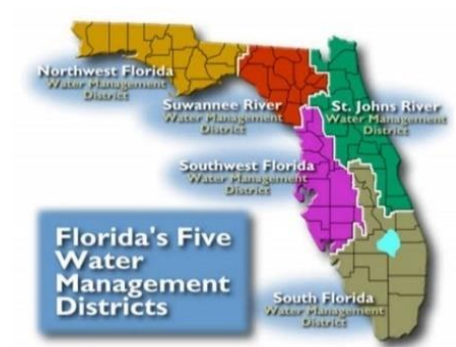 Northwest Florida
Water Management
District
Suwannee River
Water Management
District
St. Johns River
Water Management
District
Southwest Florida
Water Management
District
Florida's Five
Water
Management
Districts
South Florida
Water Management
District